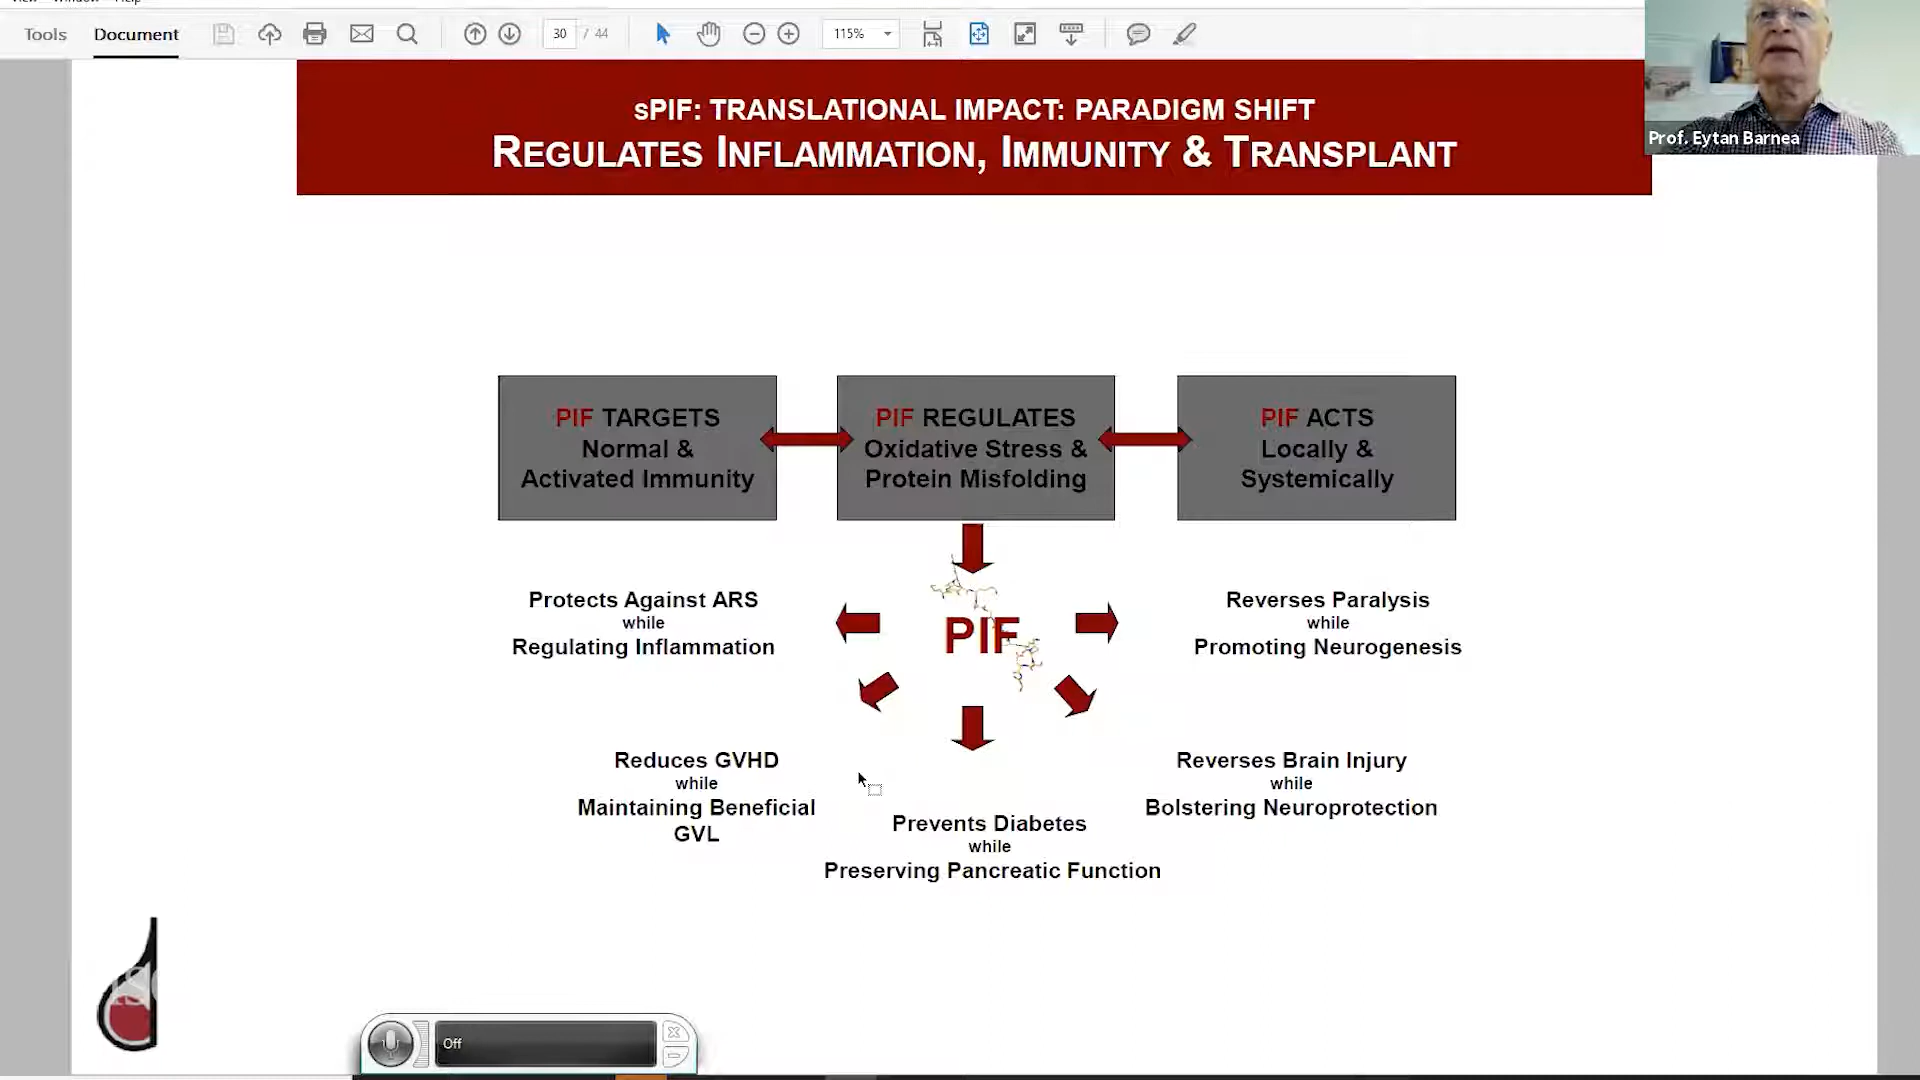 Tools
Document
30 / 44
115%
Prof. Eytan Barnea
sPIF: TRANSLATIONAL IMPACT: PARADIGM SHIFT
REGULATES INFLAMMATION, IMMUNITY & TRANSPLANT
PIF TARGETS
Normal &
Activated Immunity
PIF REGULATES
Oxidative Stress &
Protein Misfolding
PIF ACTS
Locally &
Systemically
Protects Against ARS
while
Regulating Inflammation
PIF
Reverses Paralysis
while
Promoting Neurogenesis
Reduces GVHD
while
Maintaining Beneficial
GVL
Prevents Diabetes
while
Preserving Pancreatic Function
Reverses Brain Injury
while
Bolstering Neuroprotection
Off